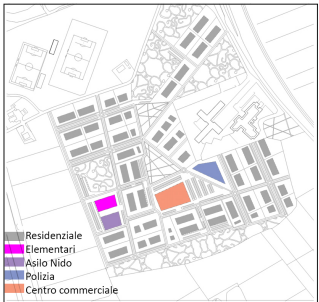 Residenziale
Elementari
Asilo Nido
Polizia
Centro commerciale